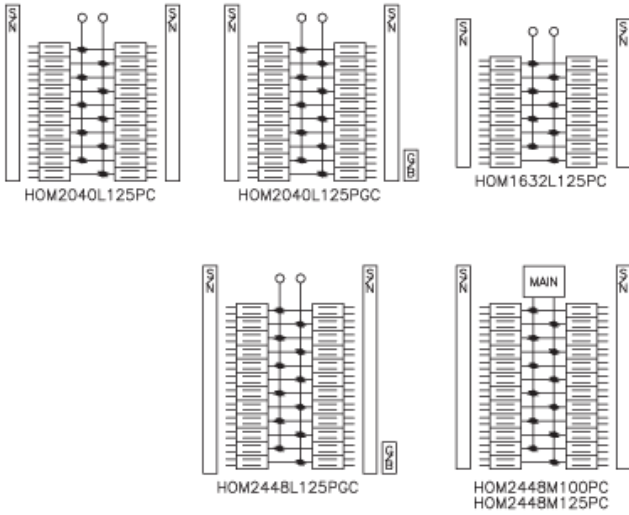 S/N
S/N
S/N
S/N
S/N
S/N
G/B
HOM2040L125PC
HOM2040L125PGC
HOM1632L125PC
S/N
S/N
S/N
MAIN
S/N
G/B
HOM2448L125PGC
HOM2448M100PC
HOM2448M125PC